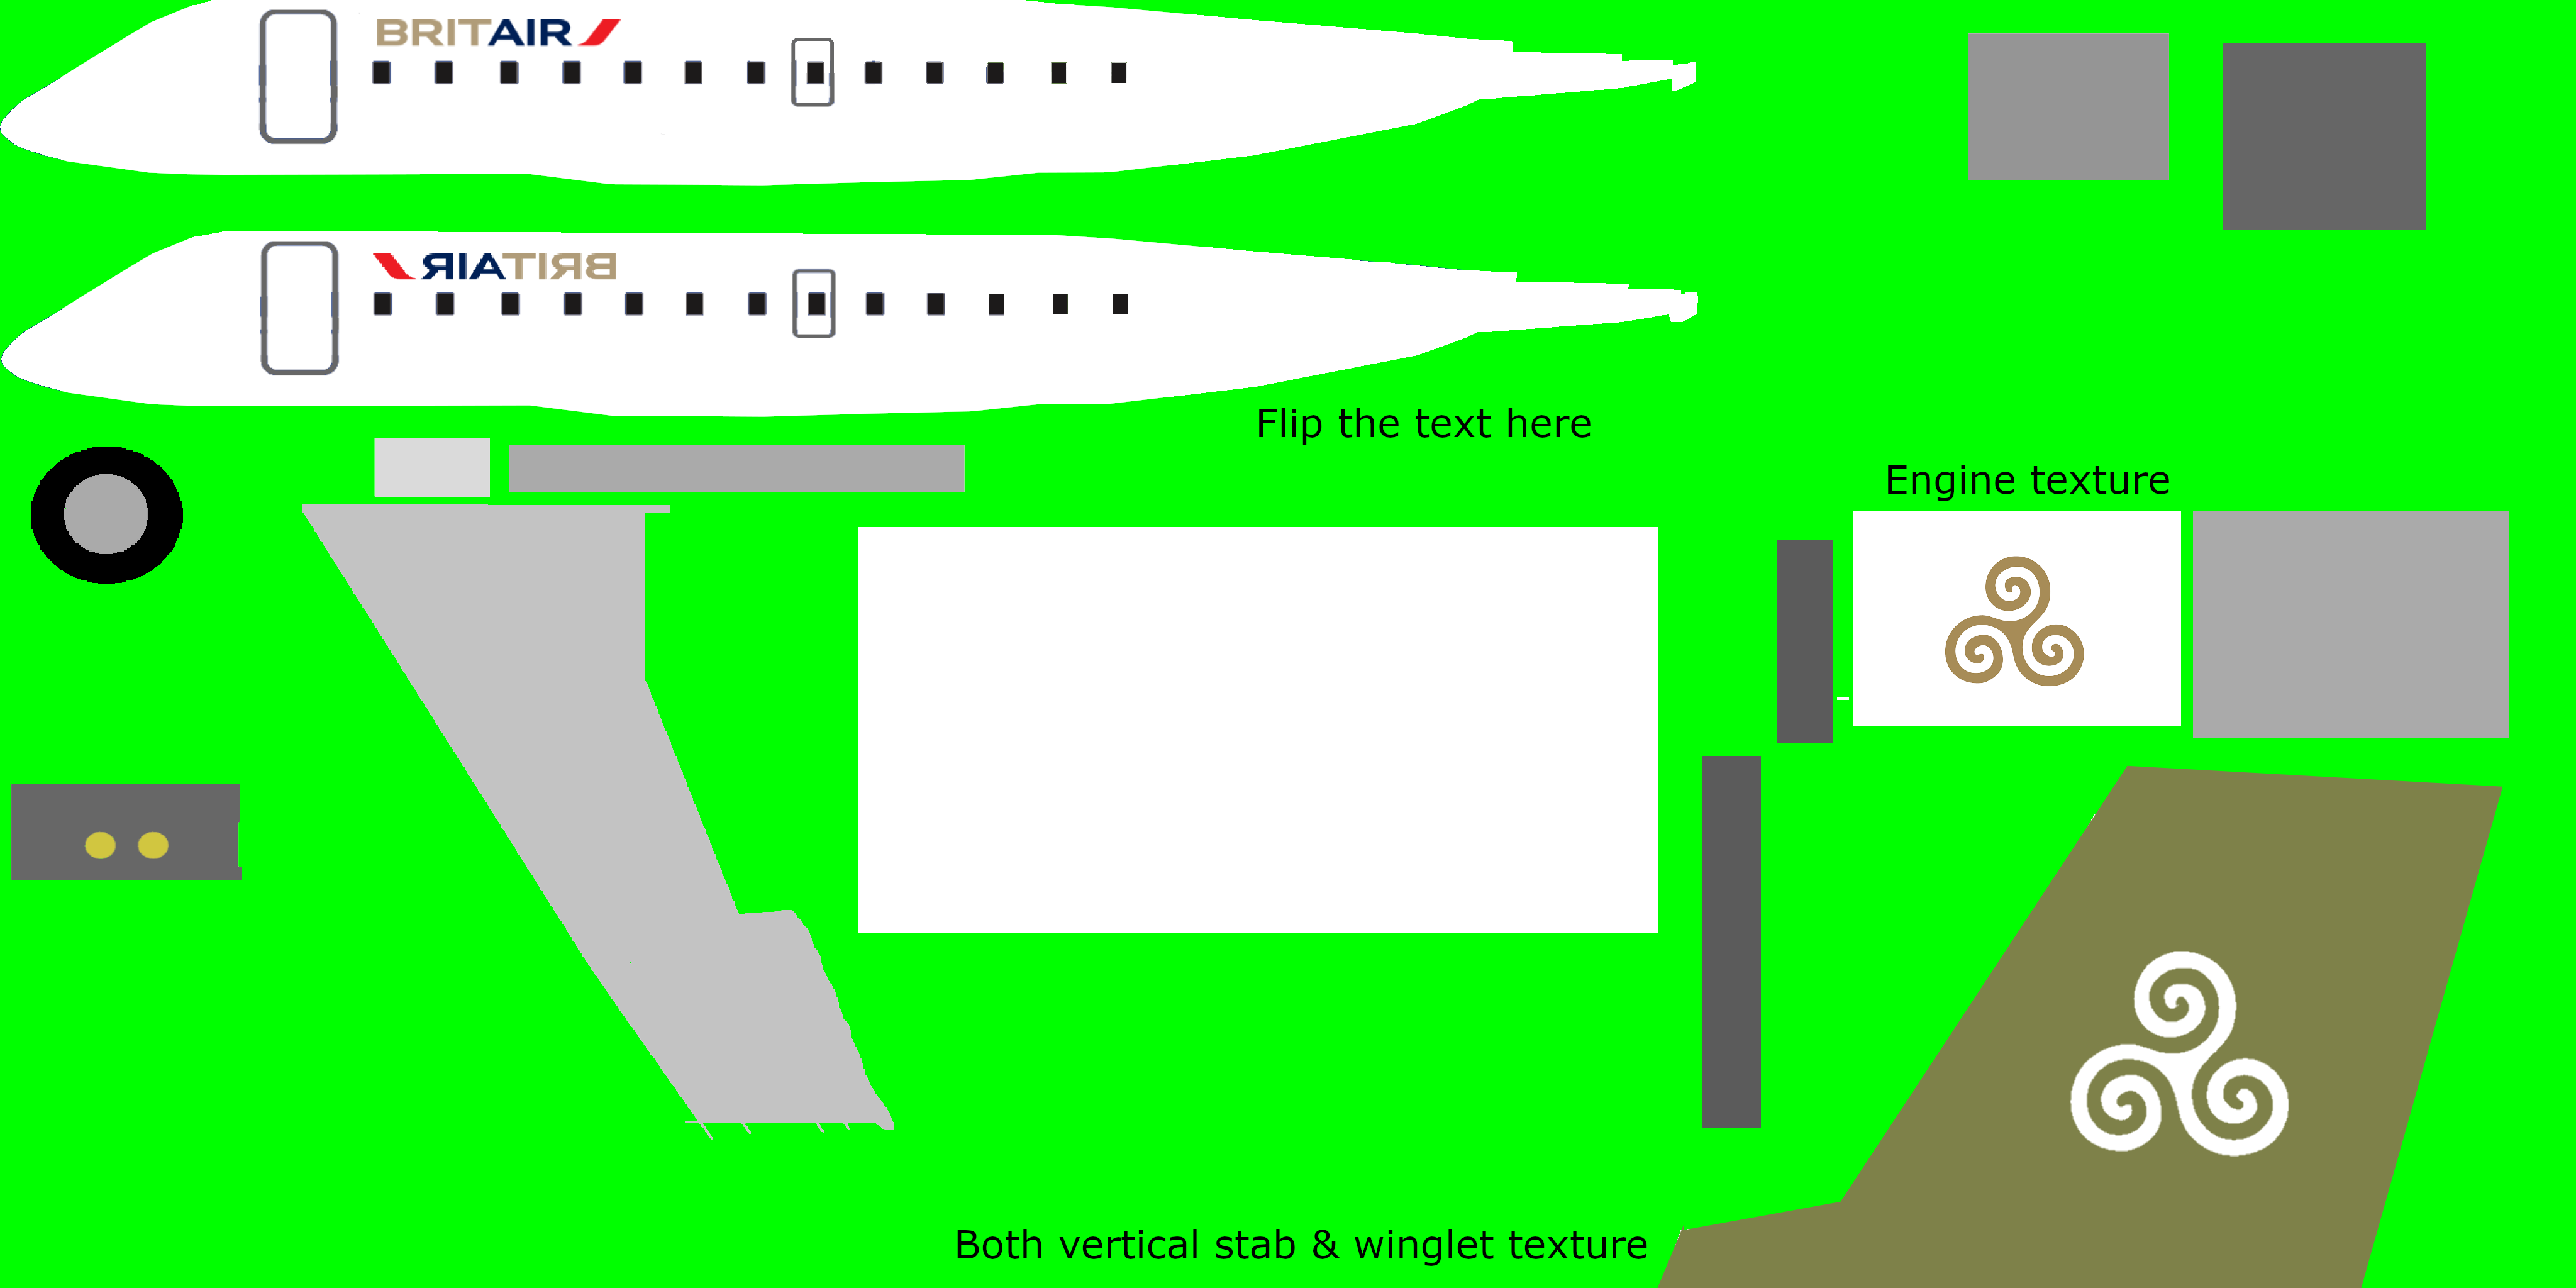 BRITAIR
BRITAIR
Flip the text here
Engine texture
Both vertical stab & winglet texture